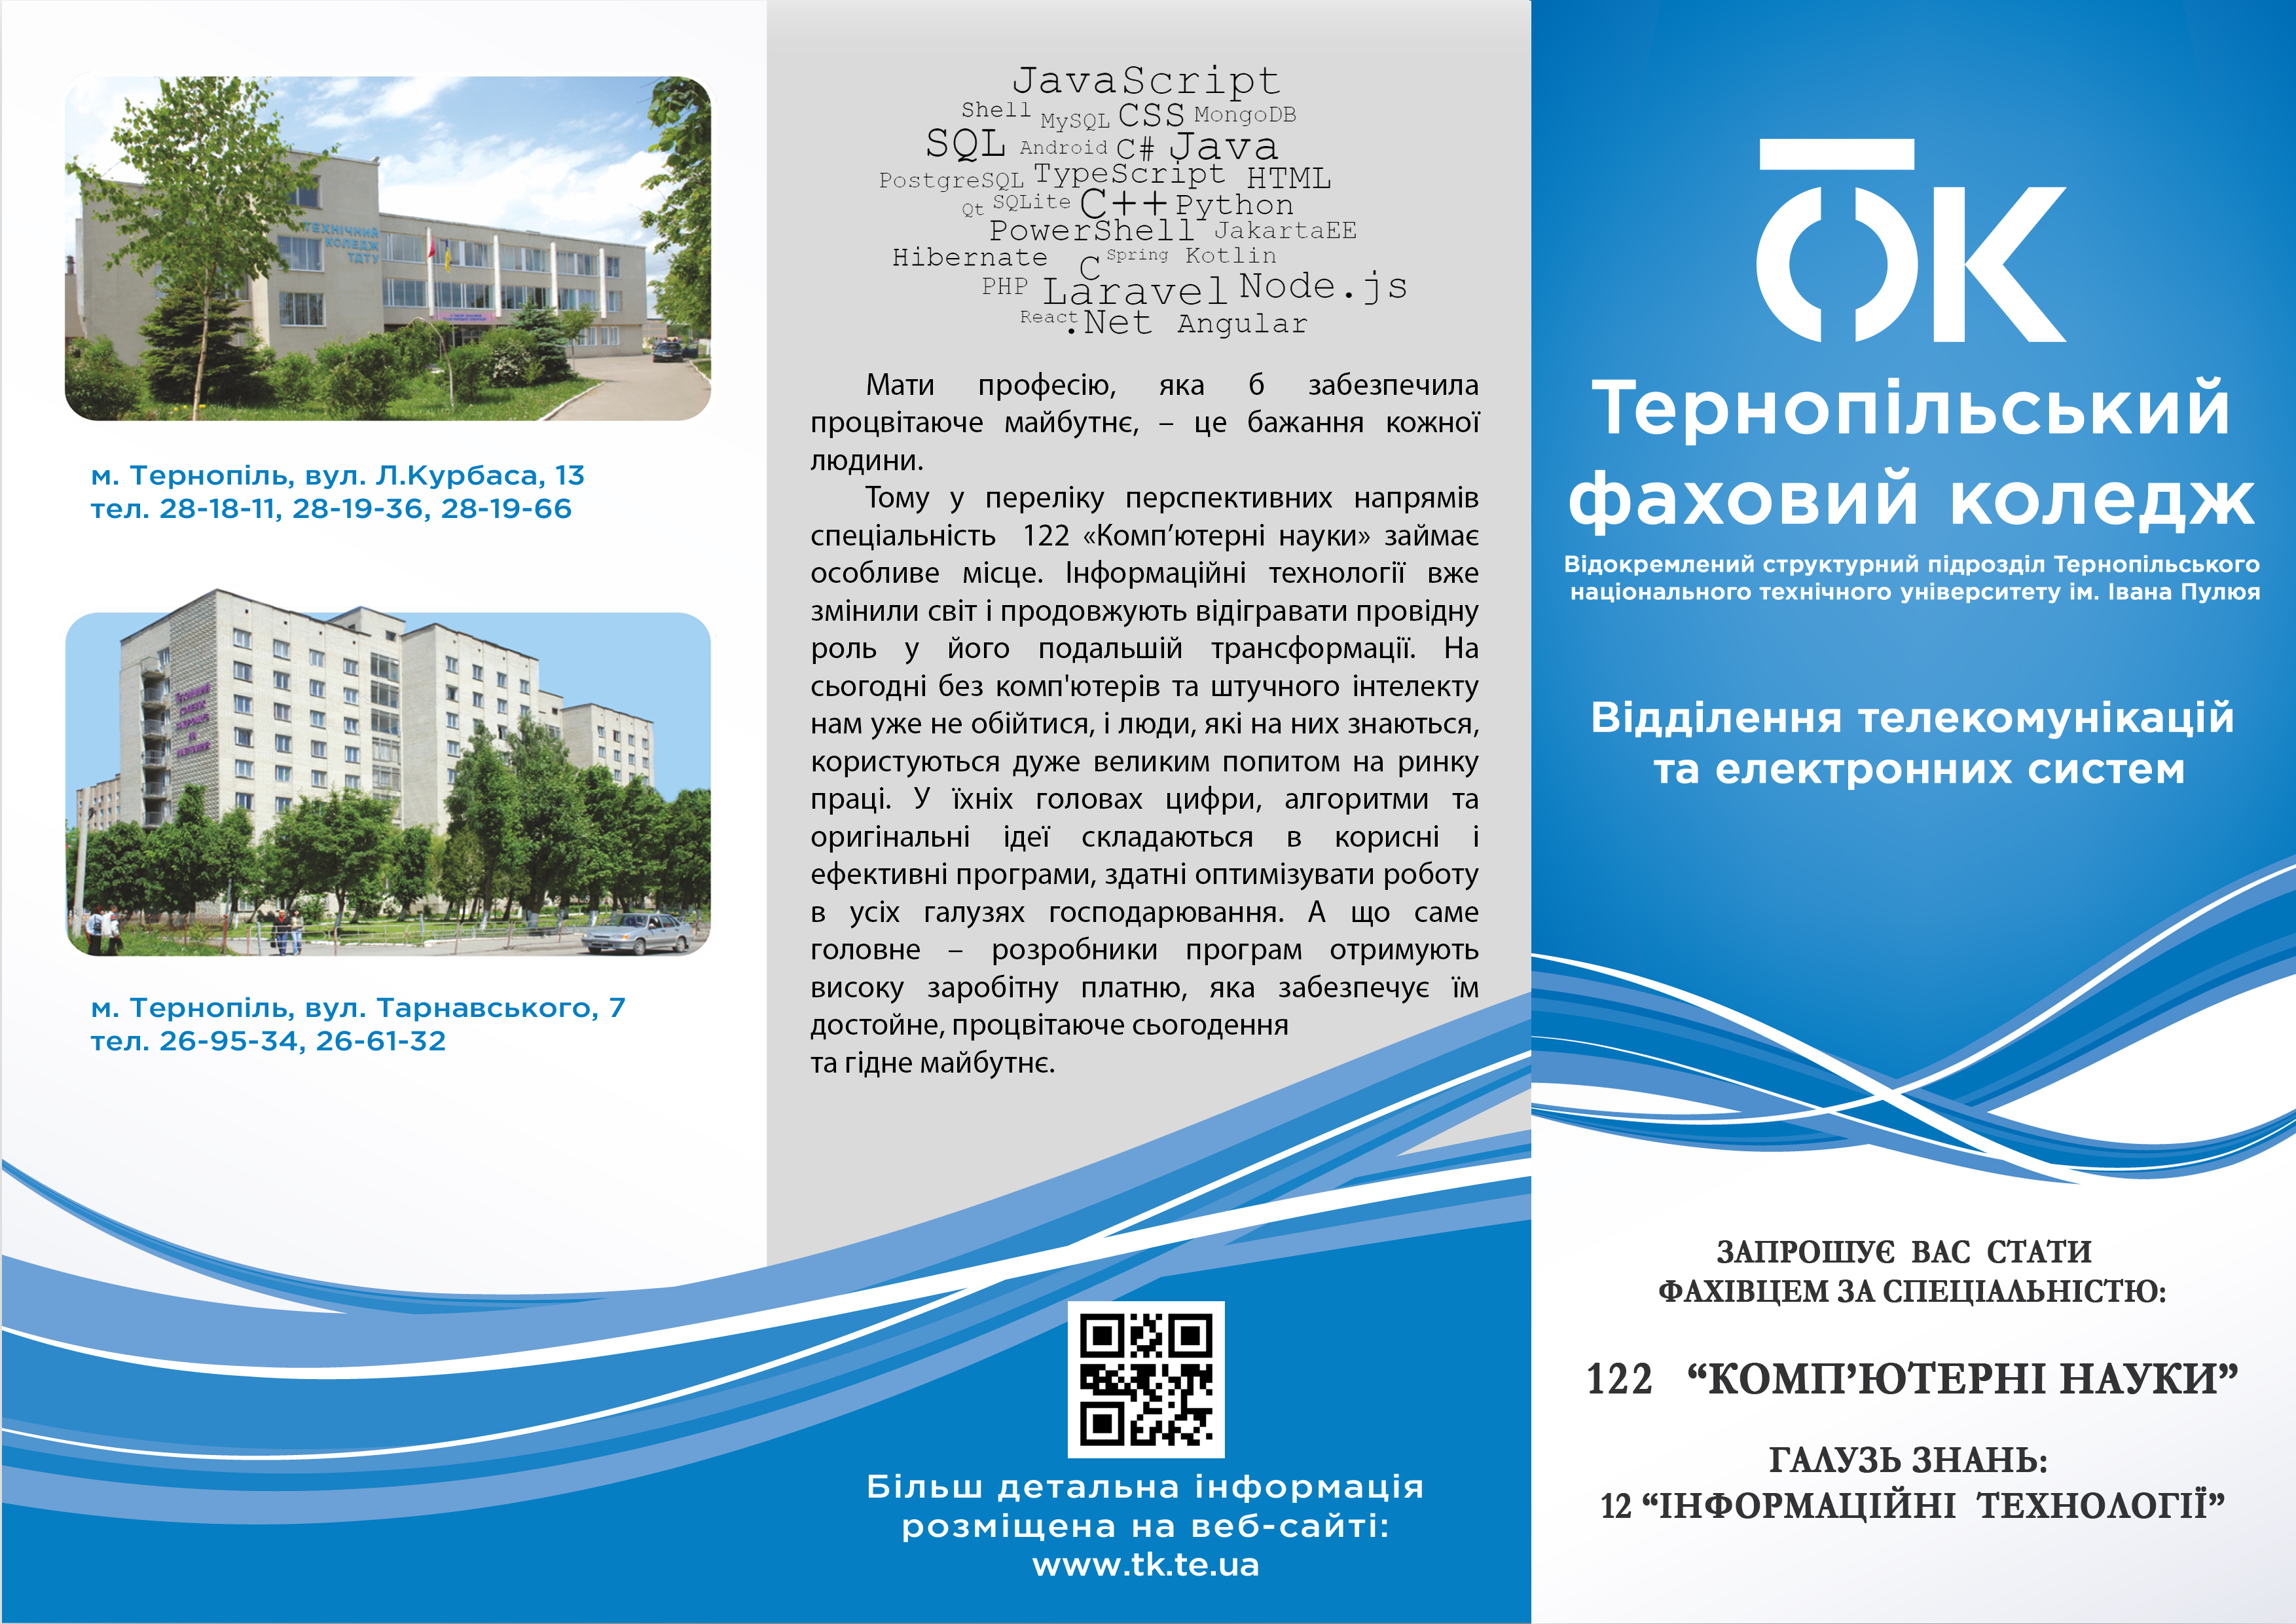 ТЕХНІЧНИЙ
КОЛЕДЖ
ТДТУ
м. Тернопіль, вул. Л.Курбаса, 13
тел. 28-18-11, 28-19-36, 28-19-66
м. Тернопіль, вул. Тарнавського, 7
тел. 26-95-34, 26-61-32
JavaScript
Shell MySQL CSS MongoDB
SQL Android C# Java
PostgreSQL TypeScript HTML
Qt SQLite C++ Python
PowerShell JakartaEE
Hibernate C Spring Kotlin
PHP Laravel Node.js
React .Net Angular
Мати професію, яка б забезпечила
процвітаюче майбутнє, – це бажання кожної
людини.
Тому у переліку перспективних напрямів
спеціальність 122 «Комп’ютерні науки» займає
особливе місце. Інформаційні технології вже
змінили світ і продовжують відігравати провідну
роль у його подальшій трансформації. На
сьогодні без комп'ютерів та штучного інтелекту
нам уже не обійтися, і люди, які на них знаються,
користуються дуже великим попитом на ринку
праці. У їхніх головах цифри, алгоритми та
оригінальні ідеї складаються в корисні і
ефективні програми, здатні оптимізувати роботу
в усіх галузях господарювання. А що саме
головне – розробники програм отримують
високу заробітну платню, яка забезпечує їм
достойне, процвітаюче сьогодення
та гідне майбутнє.
Більш детальна інформація
розміщена на веб-сайті:
www.tk.te.ua
ТК
Тернопільський
фаховий коледж
Відокремлений структурний підрозділ Тернопільського
національного технічного університету ім. Івана Пулюя
Відділення телекомунікацій
та електронних систем
ЗАПРОШУЄ ВАС СТАТИ
ФАХІВЦЕМ ЗА СПЕЦІАЛЬНІСТЮ:
122 “КОМП’ЮТЕРНІ НАУКИ”
ГАЛУЗЬ ЗНАНЬ:
12 “ІНФОРМАЦІЙНІ ТЕХНОЛОГІЇ”